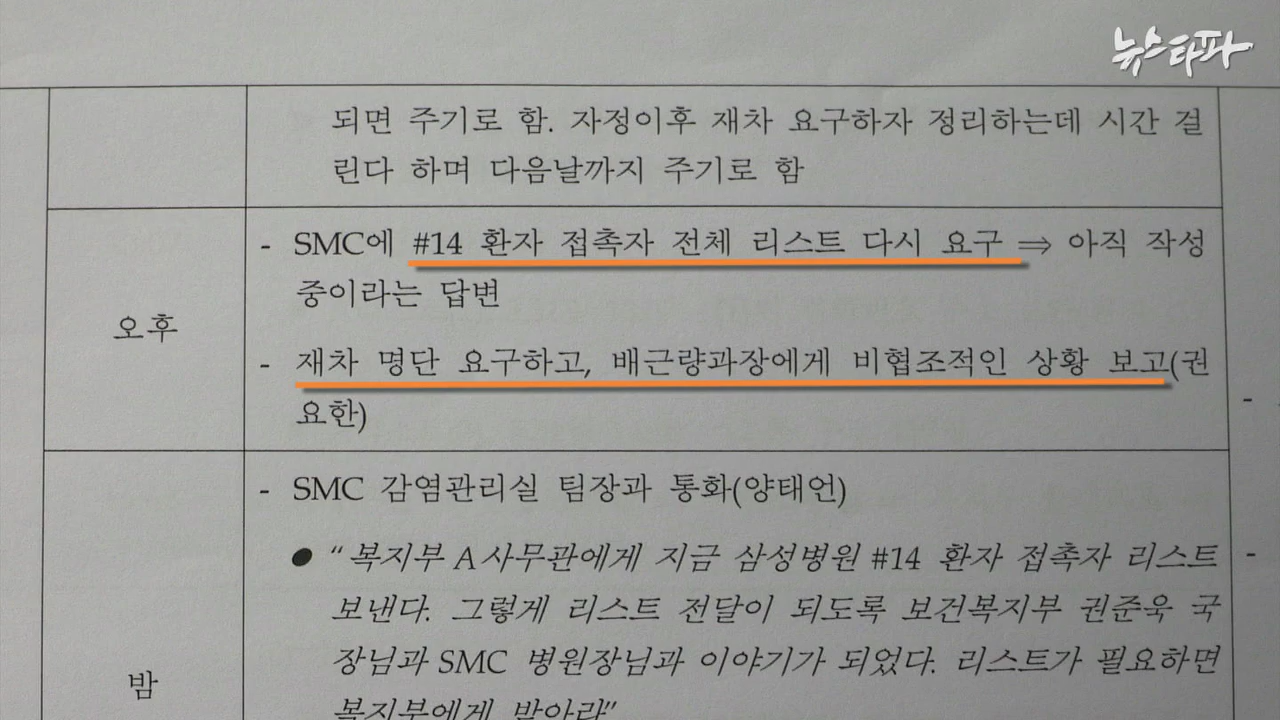 뉴스타파
되면 주기로 함. 자정이후 재차 요구하자 정리하는데 시간 걸
린다 하며 다음날까지 주기로 함
오후
- SMC에 #14 환자 접촉자 전체 리스트 다시 요구 ⇒ 아직 작성
중이라는 답변
- 재차 명단 요구하고, 배근량과장에게 비협조적인 상황 보고(권
요한)
-
밤
- SMC 감염관리실 팀장과 통화(양태언)
● “복지부 A사무관에게 지금 삼성병원 #14 환자 접촉자 리스트
보낸다. 그렇게 리스트 전달이 되도록 보건복지부 권준욱 국
장님과 SMC 병원장님과 이야기가 되었다. 리스트가 필요하면
복지부에게 받아라”
-